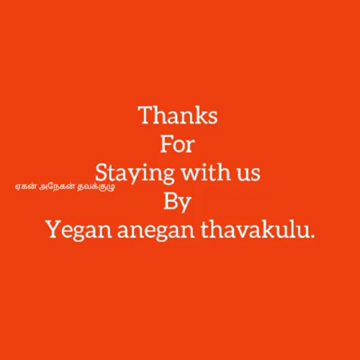 Thanks
For
Staying with us
ஏகன் அநேகன் தவக்குழு
By
Yegan anegan thavakulu.